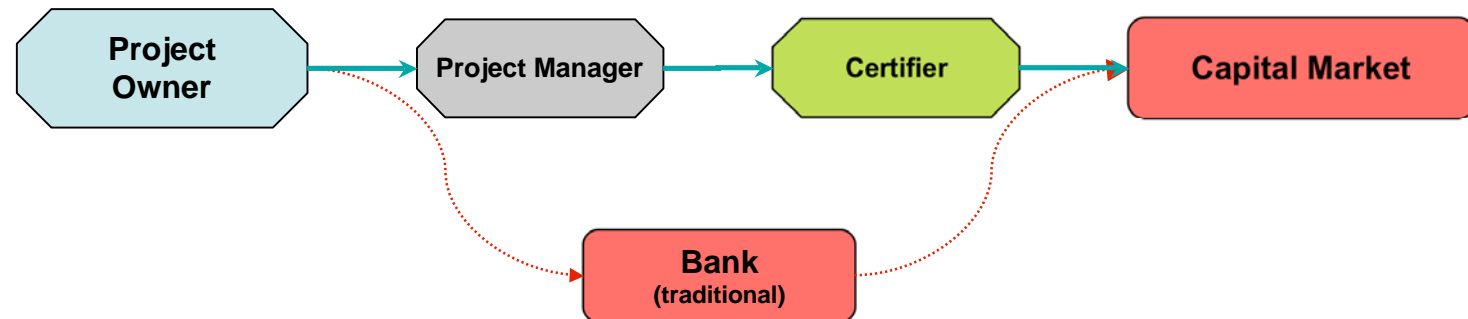 Project
Owner
Project Manager
Certifier
Capital Market
Bank
(traditional)